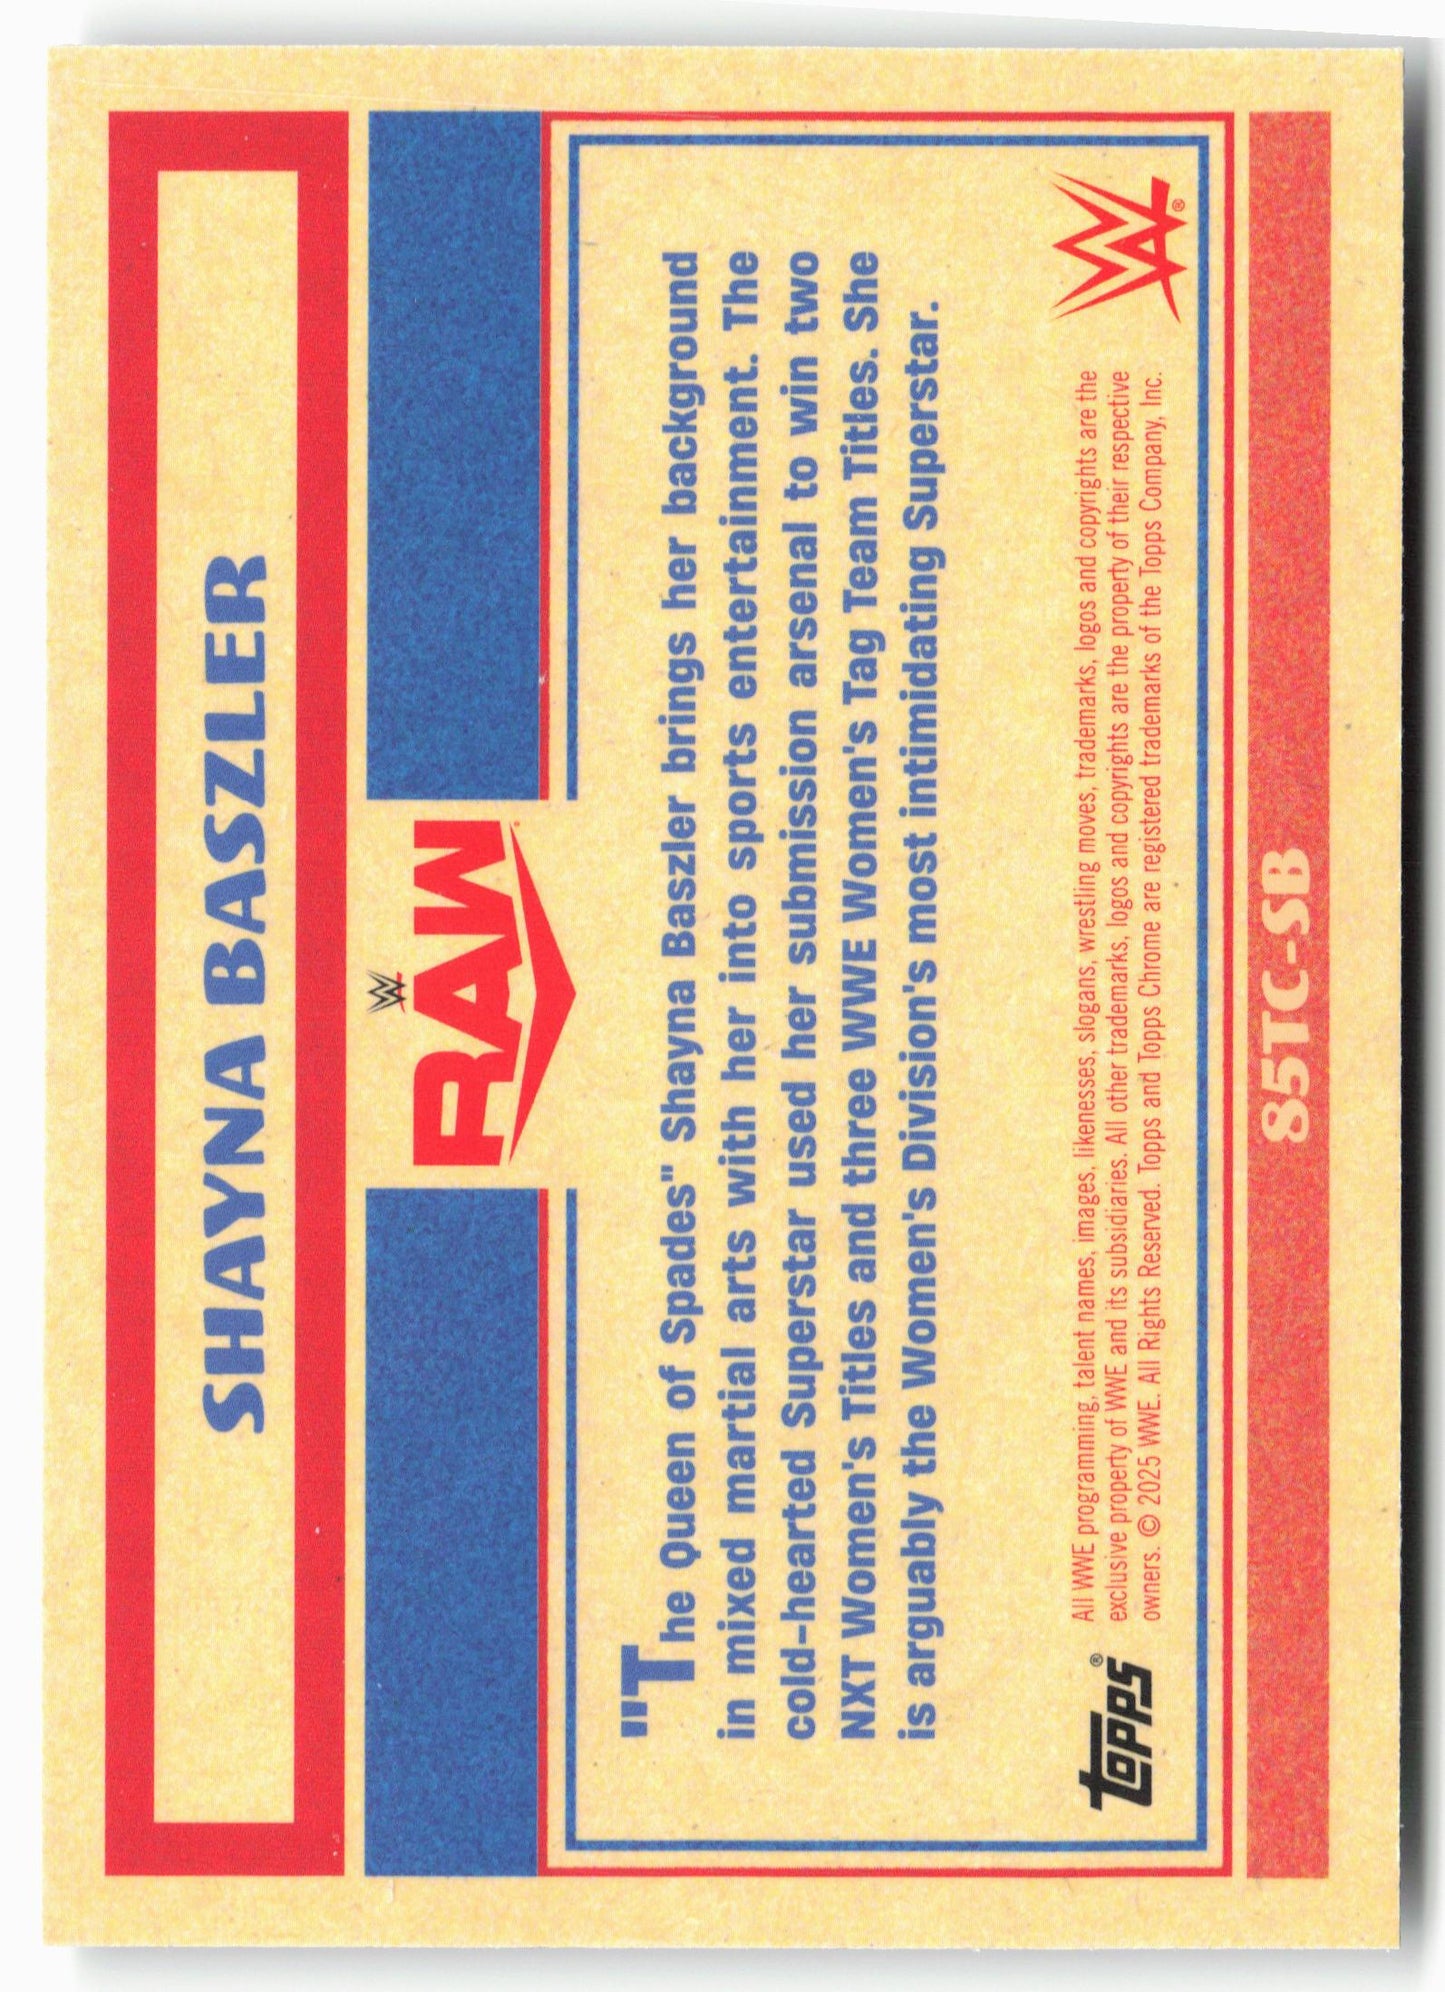 SHAYNA BASZLER
W
RAW
"The Queen of Spades" Shayna Baszler brings her background
in mixed martial arts with her into sports entertainment. The
cold-hearted Superstar used her submission arsenal to win two
NXT Women's Titles and three WWE Women's Tag Team Titles. She
is arguably the Women's Division's most intimidating Superstar.
topps®
All WWE programming, talent names, images, likenesses, slogans, wrestling moves, trademarks, logos and copyrights are the
exclusive property of WWE and its subsidiaries. All other trademarks, logos and copyrights are the property of their respective
owners. © 2025 WWE. All Rights Reserved. Topps and Topps Chrome are registered trademarks of the Topps Company, Inc.
W®
85TC-SB